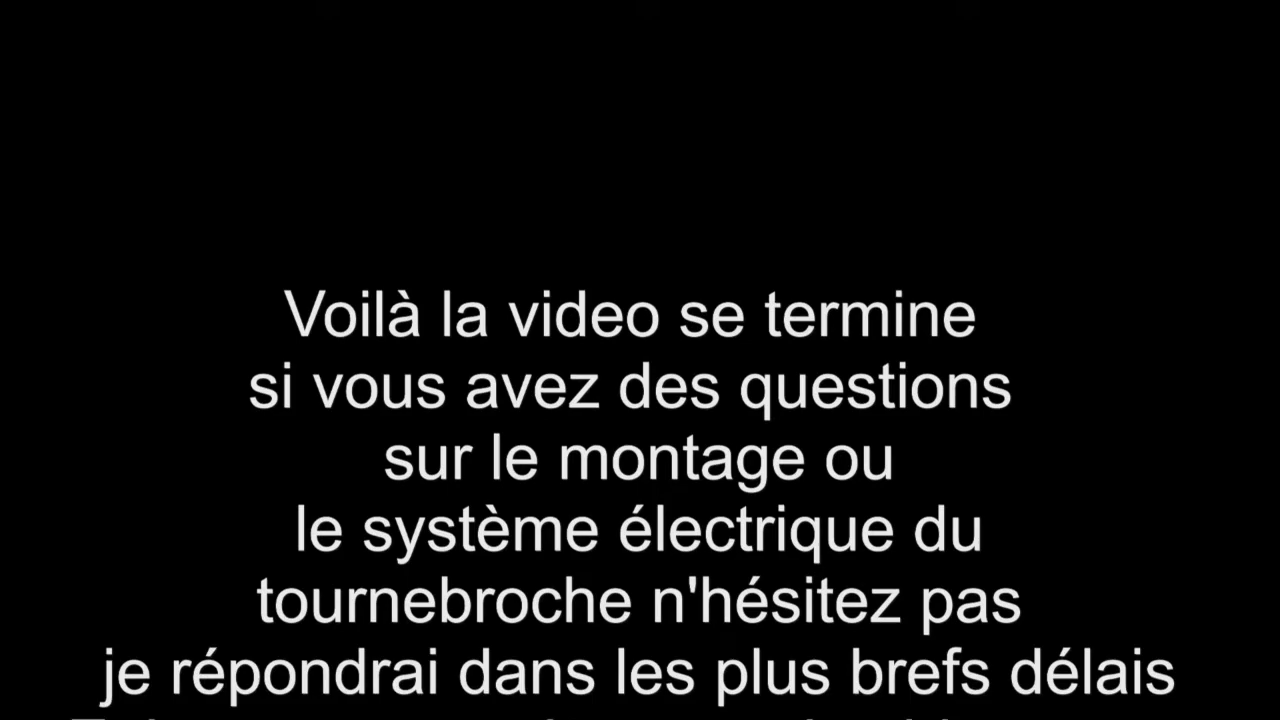 Voilà la video se termine
si vous avez des questions
sur le montage ou
le système électrique du
tournebroche n'hésitez pas
je répondrai dans les plus brefs délais